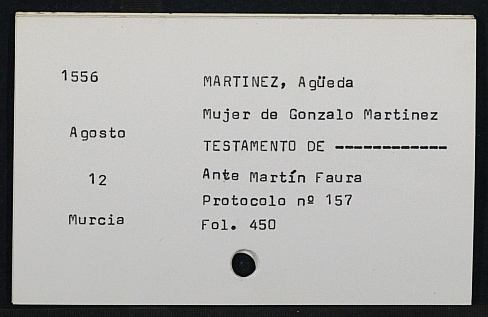 1556
MARTINEZ, Agüeda
Mujer de Gonzalo Martinez
Agosto
TESTAMENTO DE ------------
12
Ante Martín Faura
Protocolo nº 157
Murcia
Fol. 450